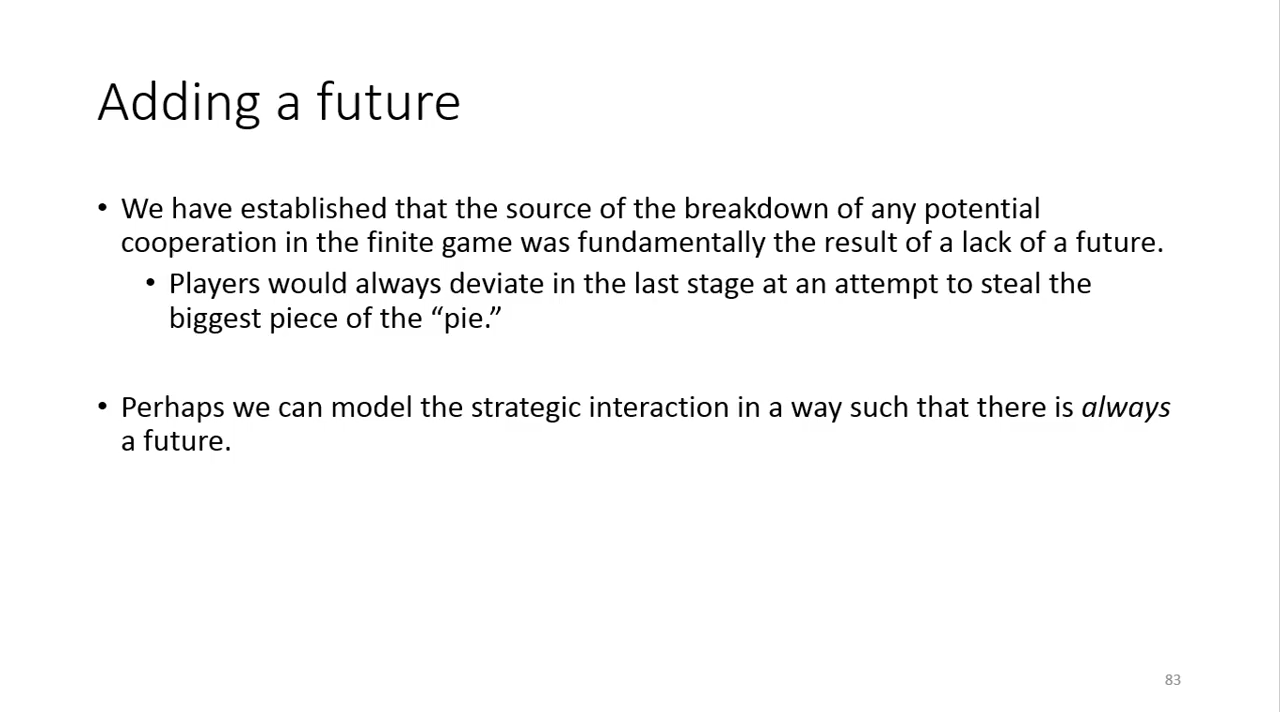 Adding a future
• We have established that the source of the breakdown of any potential
cooperation in the finite game was fundamentally the result of a lack of a future.
• Players would always deviate in the last stage at an attempt to steal the
biggest piece of the “pie.”
• Perhaps we can model the strategic interaction in a way such that there is always
a future.
83